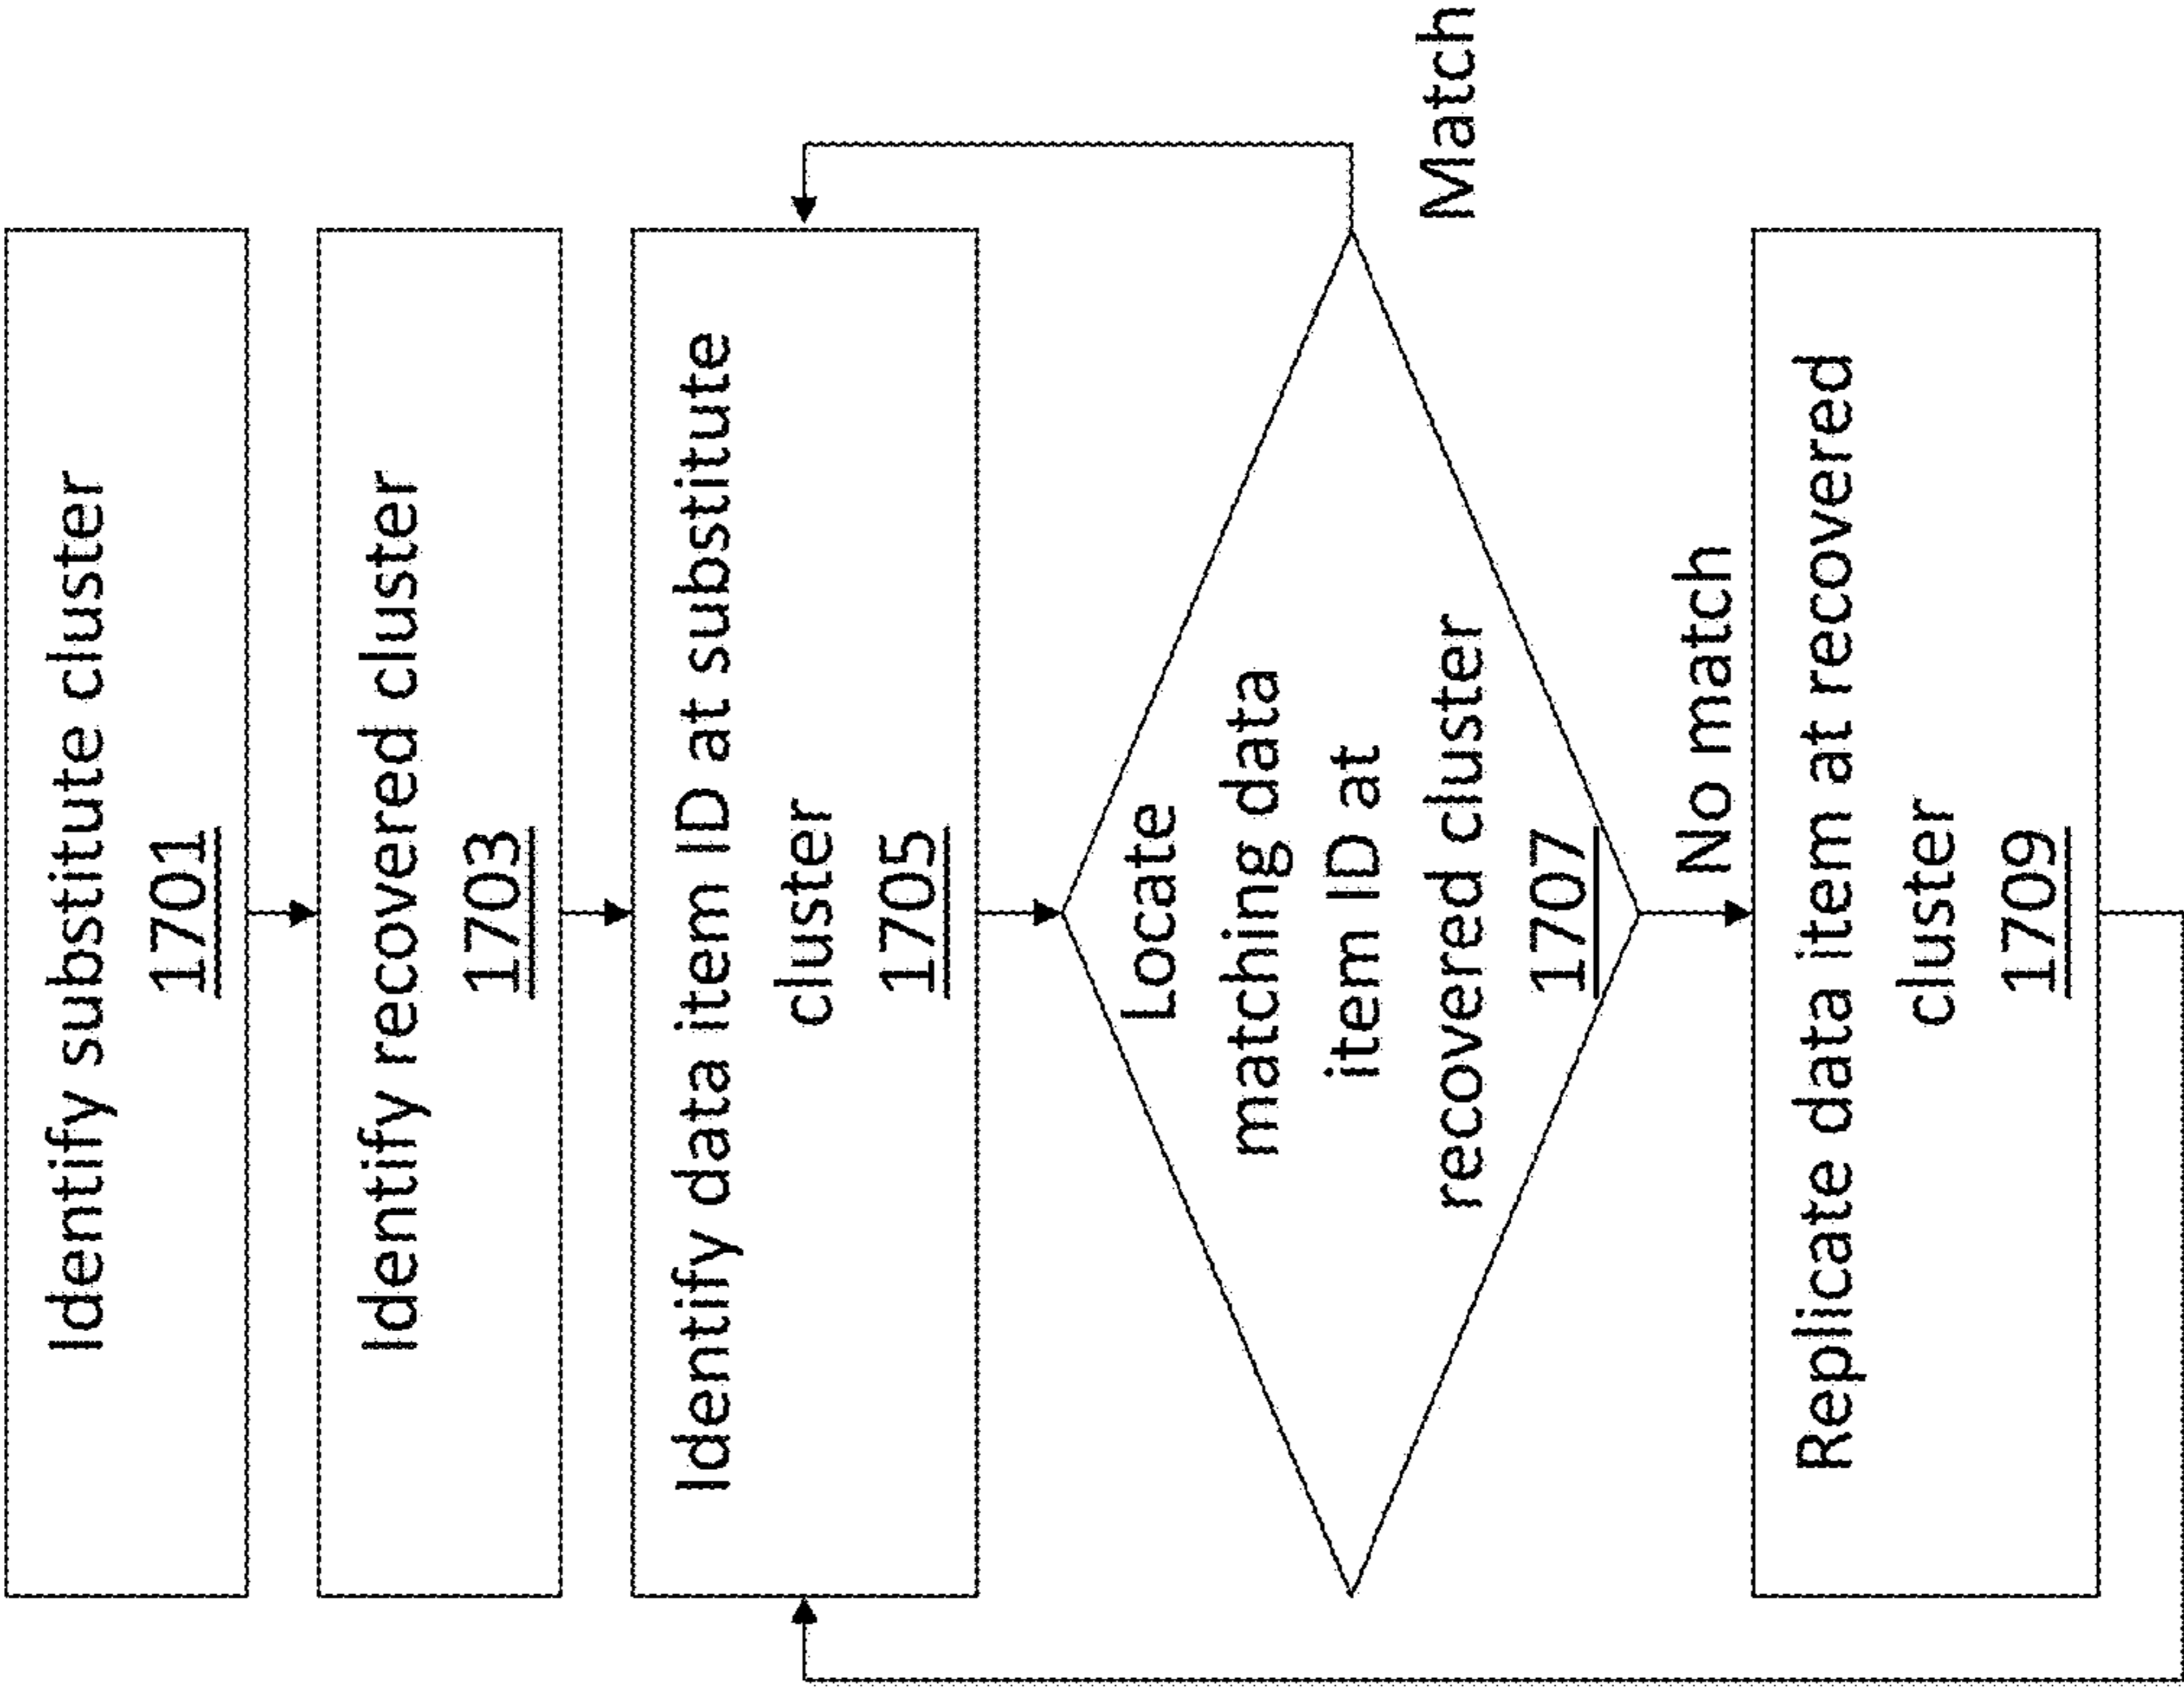 Identify substitute cluster
1701
Identify recovered cluster
1703
Identify data item ID at substitute
cluster
1705
Locate
matching data
item ID at
recovered cluster
1707
Match
No match
Replicate data item at recovered
cluster
1709